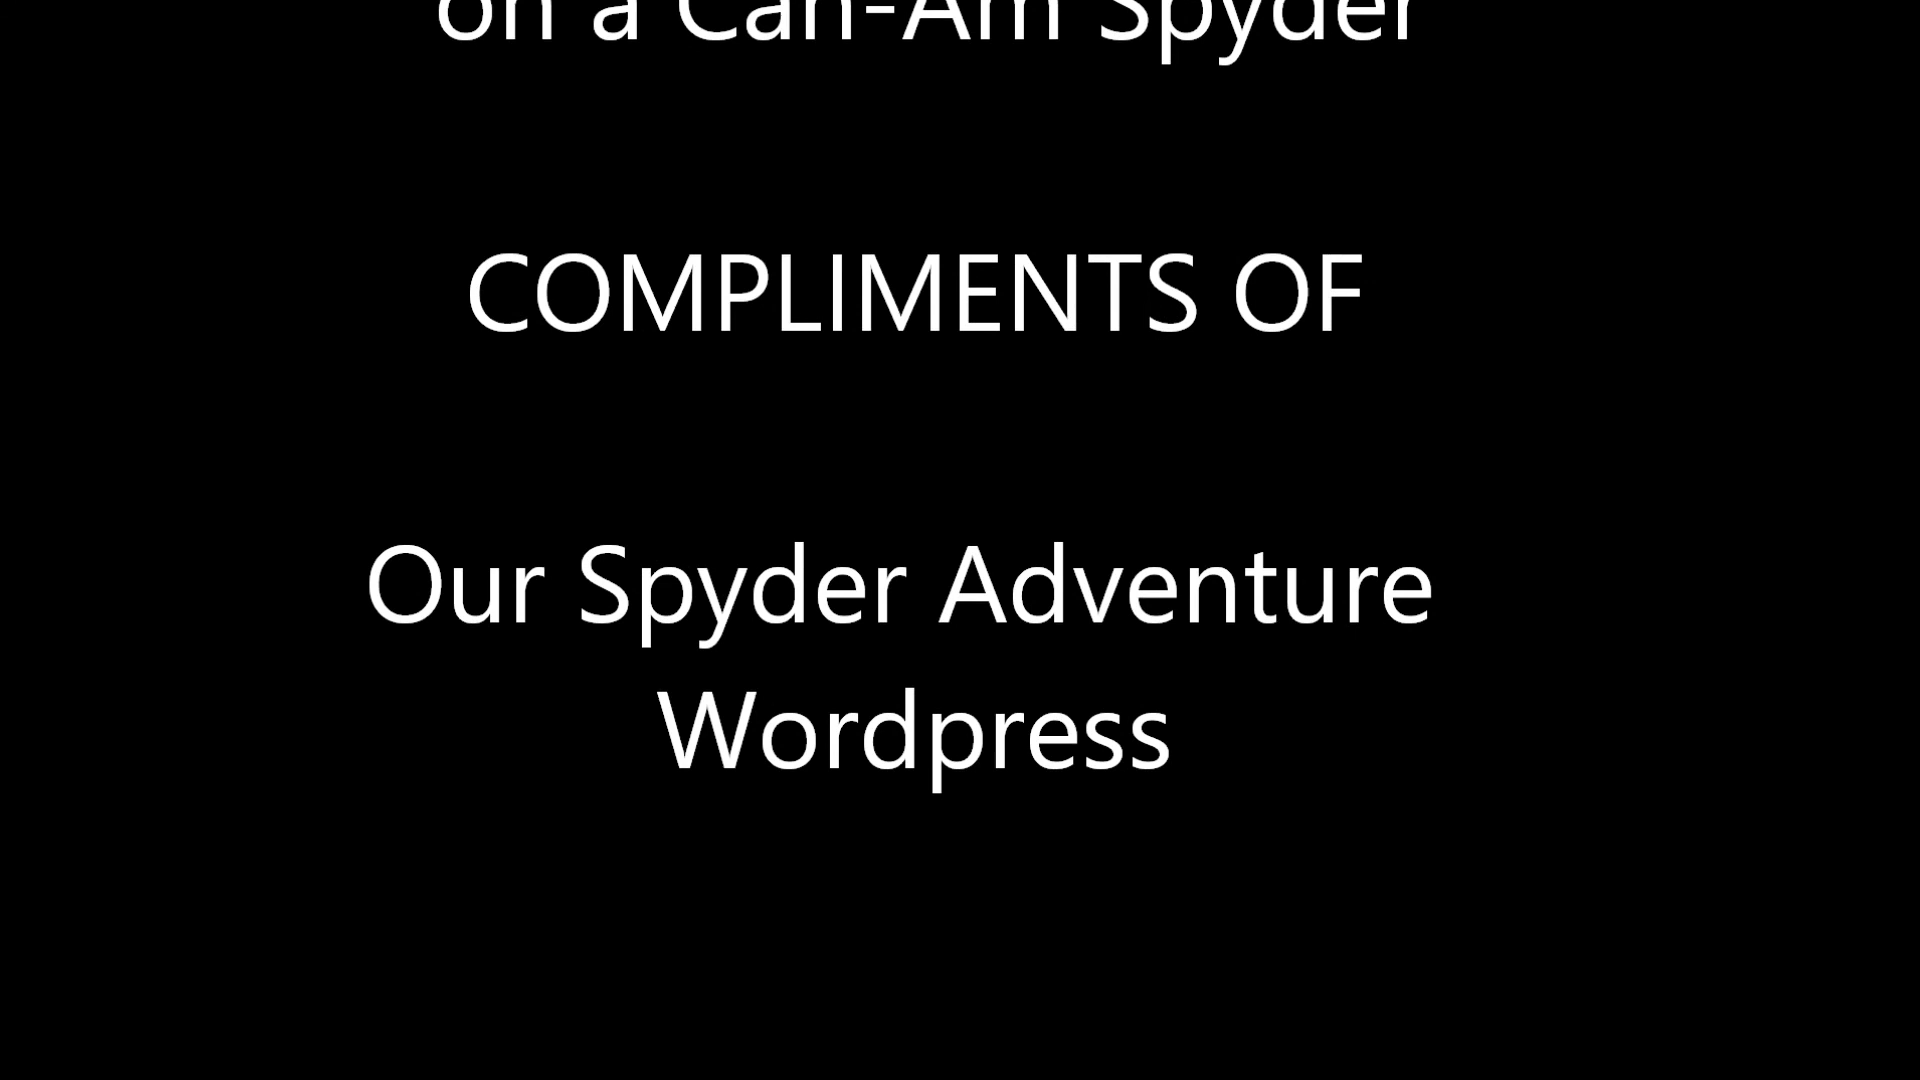 on a Can-Am Spyder
COMPLIMENTS OF
Our Spyder Adventure
Wordpress